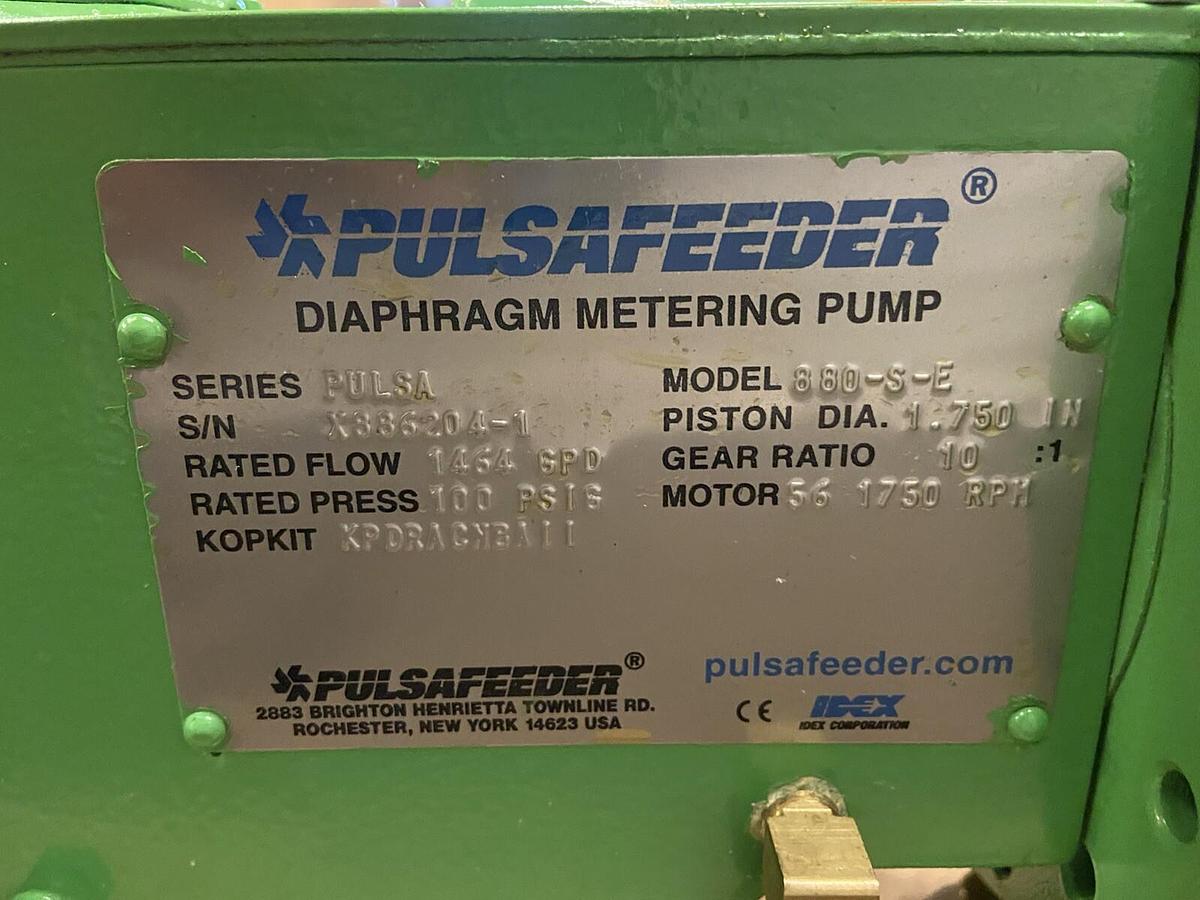 PULSAFEEDER®
DIAPHRAGM METERING PUMP
SERIES PULSA
S/N X886204-1
RATED FLOW 1464 GPD
RATED PRESS 100 PSIG
KOPKIT
MODEL 880-S-E
PISTON DIA. 1.750 IN
GEAR RATIO 10 :1
MOTOR 56 1750 RPM
PULSAFEEDER®
2883 BRIGHTON HENRIETTA TOWNLINE RD.
ROCHESTER, NEW YORK 14623 USA
pulsafeeder.com
CE IDEX
IDEX CORPORATION